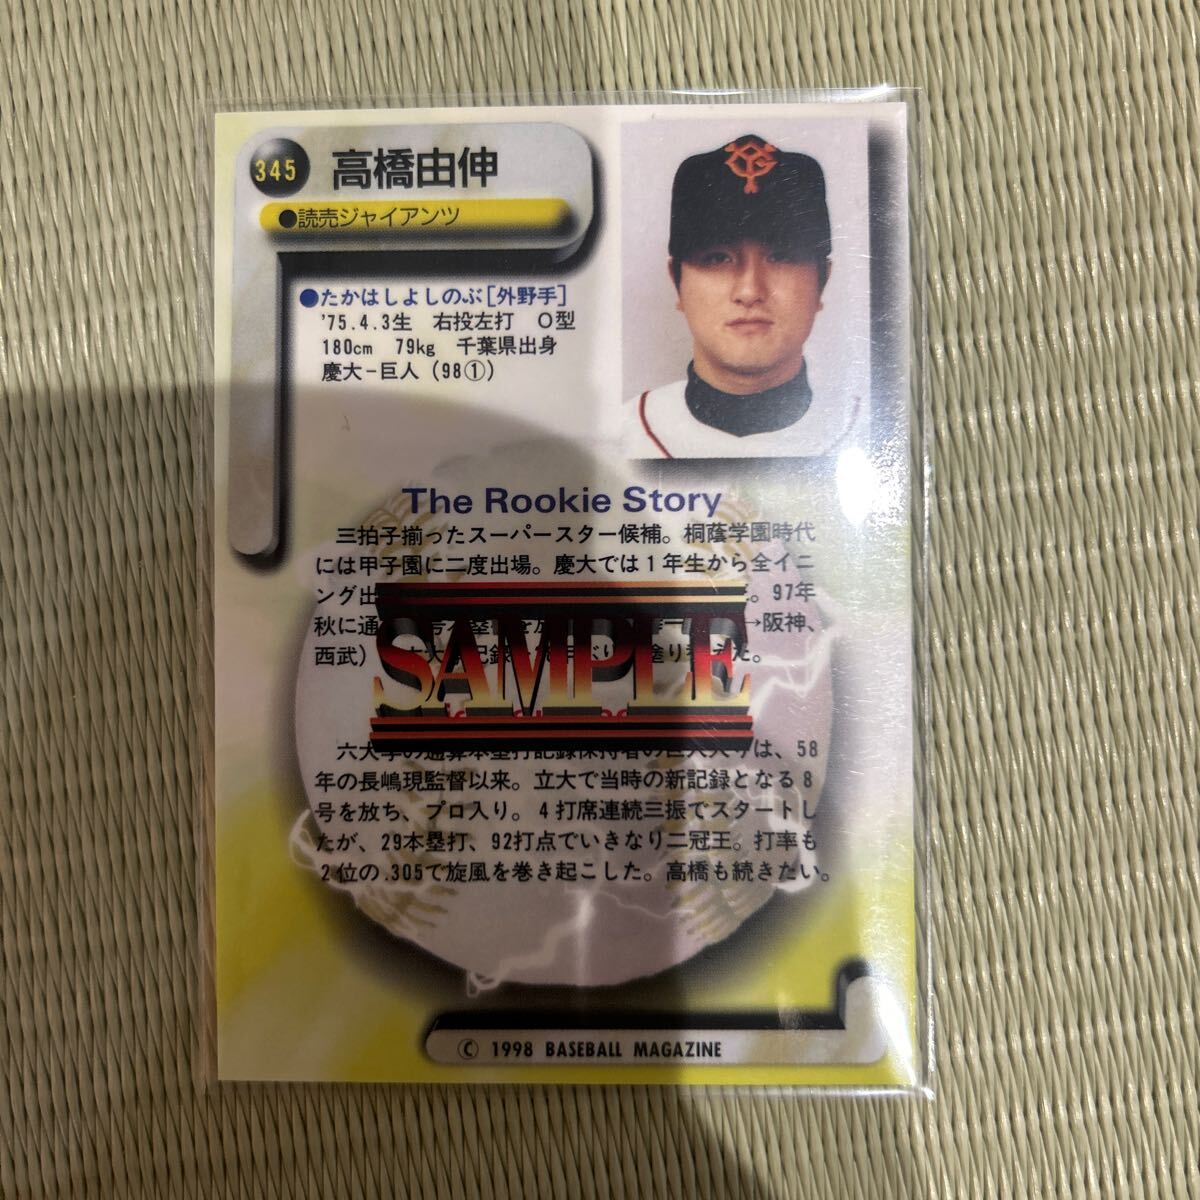 345 高橋由伸
●読売ジャイアンツ
●たかはしよしのぶ[外野手]
'75.4.3生 右投左打 O型
180cm 79kg 千葉県出身
慶大-巨人(98①)
The Rookie Story
三拍子揃ったスーパースター候補。桐蔭学園時代
には甲子園に二度出場。慶大では1年生から全イニ
ング出 。97年
秋に通 →阪神、
西武) 塗り替えた。
SAMPLE
六大学の通算本塁打記録保持者の巨人入りは、58
年の長嶋現監督以来。立大で当時の新記録となる8
号を放ち、プロ入り。4打席連続三振でスタートし
たが、29本塁打、92打点でいきなり二冠王。打率も
2位の.305で旋風を巻き起こした。高橋も続きたい。
© 1998 BASEBALL MAGAZINE